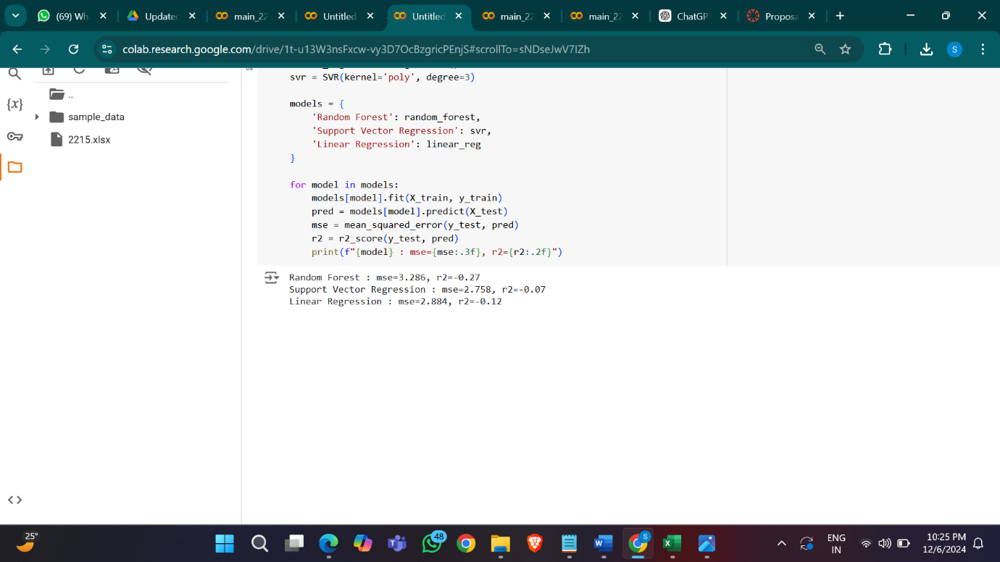 (69) Wh
Updated
main_22
Untitled
Untitled
main_22
main_22
ChatGP
Proposa
colab.research.google.com/drive/1t-u13W3nsFxcw-vy3D7OcBzgricPEnjS#scrollTo=sNDseJwV7IZh
S
{x}
..
sample_data
2215.xlsx
svr = SVR(kernel='poly', degree=3)
models = {
'Random Forest': random_forest,
'Support Vector Regression': svr,
'Linear Regression': linear_reg
}
for model in models:
models[model].fit(X_train, y_train)
pred = models[model].predict(X_test)
mse = mean_squared_error(y_test, pred)
r2 = r2_score(y_test, pred)
print(f"{model} : mse={mse:.3f}, r2={r2:.2f}")
Random Forest : mse=3.286, r2=-0.27
Support Vector Regression : mse=2.758, r2=-0.07
Linear Regression : mse=2.884, r2=-0.12
25°
48
S
ENG
IN
10:25 PM
12/6/2024